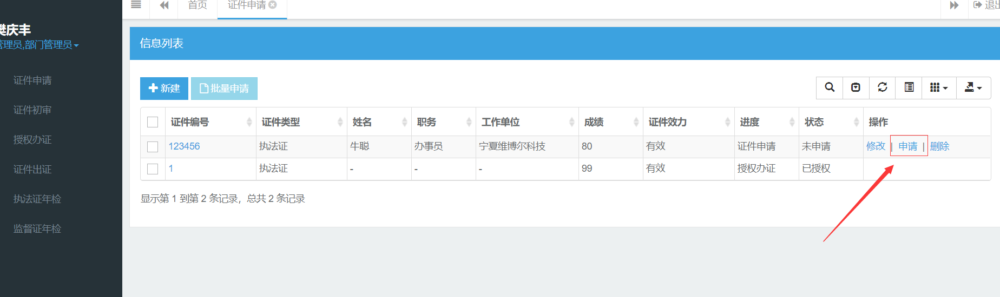 首页 证件申请 退出
樊庆丰
管理员,部门管理员
证件申请
证件初审
授权办证
证件出证
执法证年检
监督证年检
信息列表
新建 批量申请
证件编号 证件类型 姓名 职务 工作单位 成绩 证件效力 进度 状态 操作
123456 执法证 牛聪 办事员 宁夏维博尔科技 80 有效 证件申请 未申请 修改 | 申请 | 删除
1 执法证 - - - 99 有效 授权办证 已授权
显示第 1 到第 2 条记录，总共 2 条记录